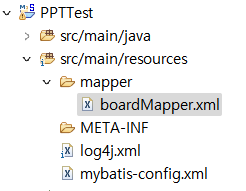 PPTTest
src/main/java
src/main/resources
mapper
boardMapper.xml
META-INF
log4j.xml
mybatis-config.xml